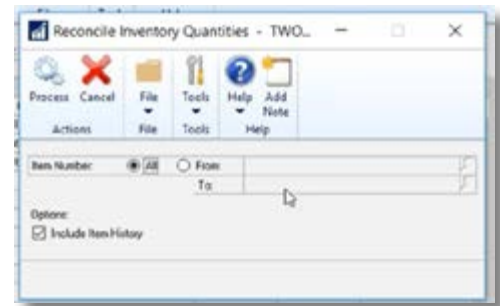 Reconcile Inventory Quantities - TWO...
Process Cancel File Tools Help Add Note
Actions File Tools Help
Item Number: All From
To
Options:
Include Item History